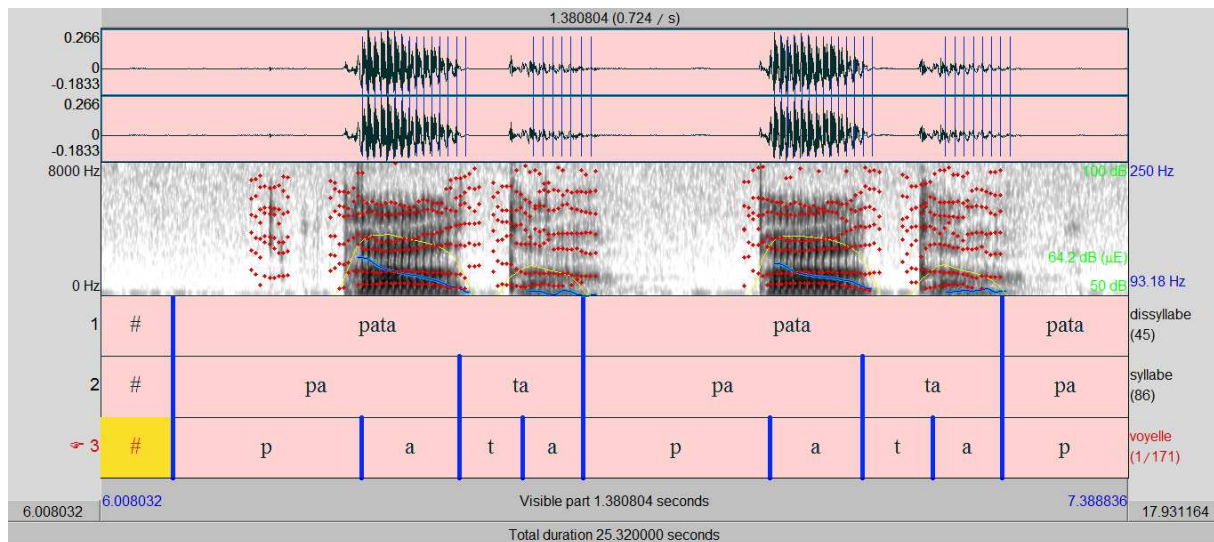 1.380804 (0.724 / s)
0.266
0
-0.1833
0.266
0
-0.1833
8000 Hz 100 dB 250 Hz
64.2 dB (µE)
0 Hz 50 dB 93.18 Hz
1 # pata pata pata dissyllabe (45)
2 # pa ta pa ta pa syllabe (86)
☞ 3 # p a t a p a t a p voyelle (1/171)
6.008032 Visible part 1.380804 seconds 7.388836
6.008032 17.931164
Total duration 25.320000 seconds